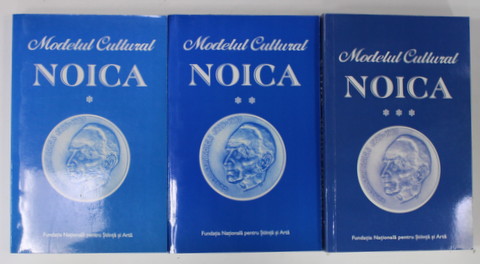 Modelul Cultural
NOICA
*
Fundația Națională pentru Știință și Artă
Modelul Cultural
NOICA
* *
Fundația Națională pentru Știință și Artă
Modelul Cultural
NOICA
* * *
Fundația Națională pentru Știință și Artă